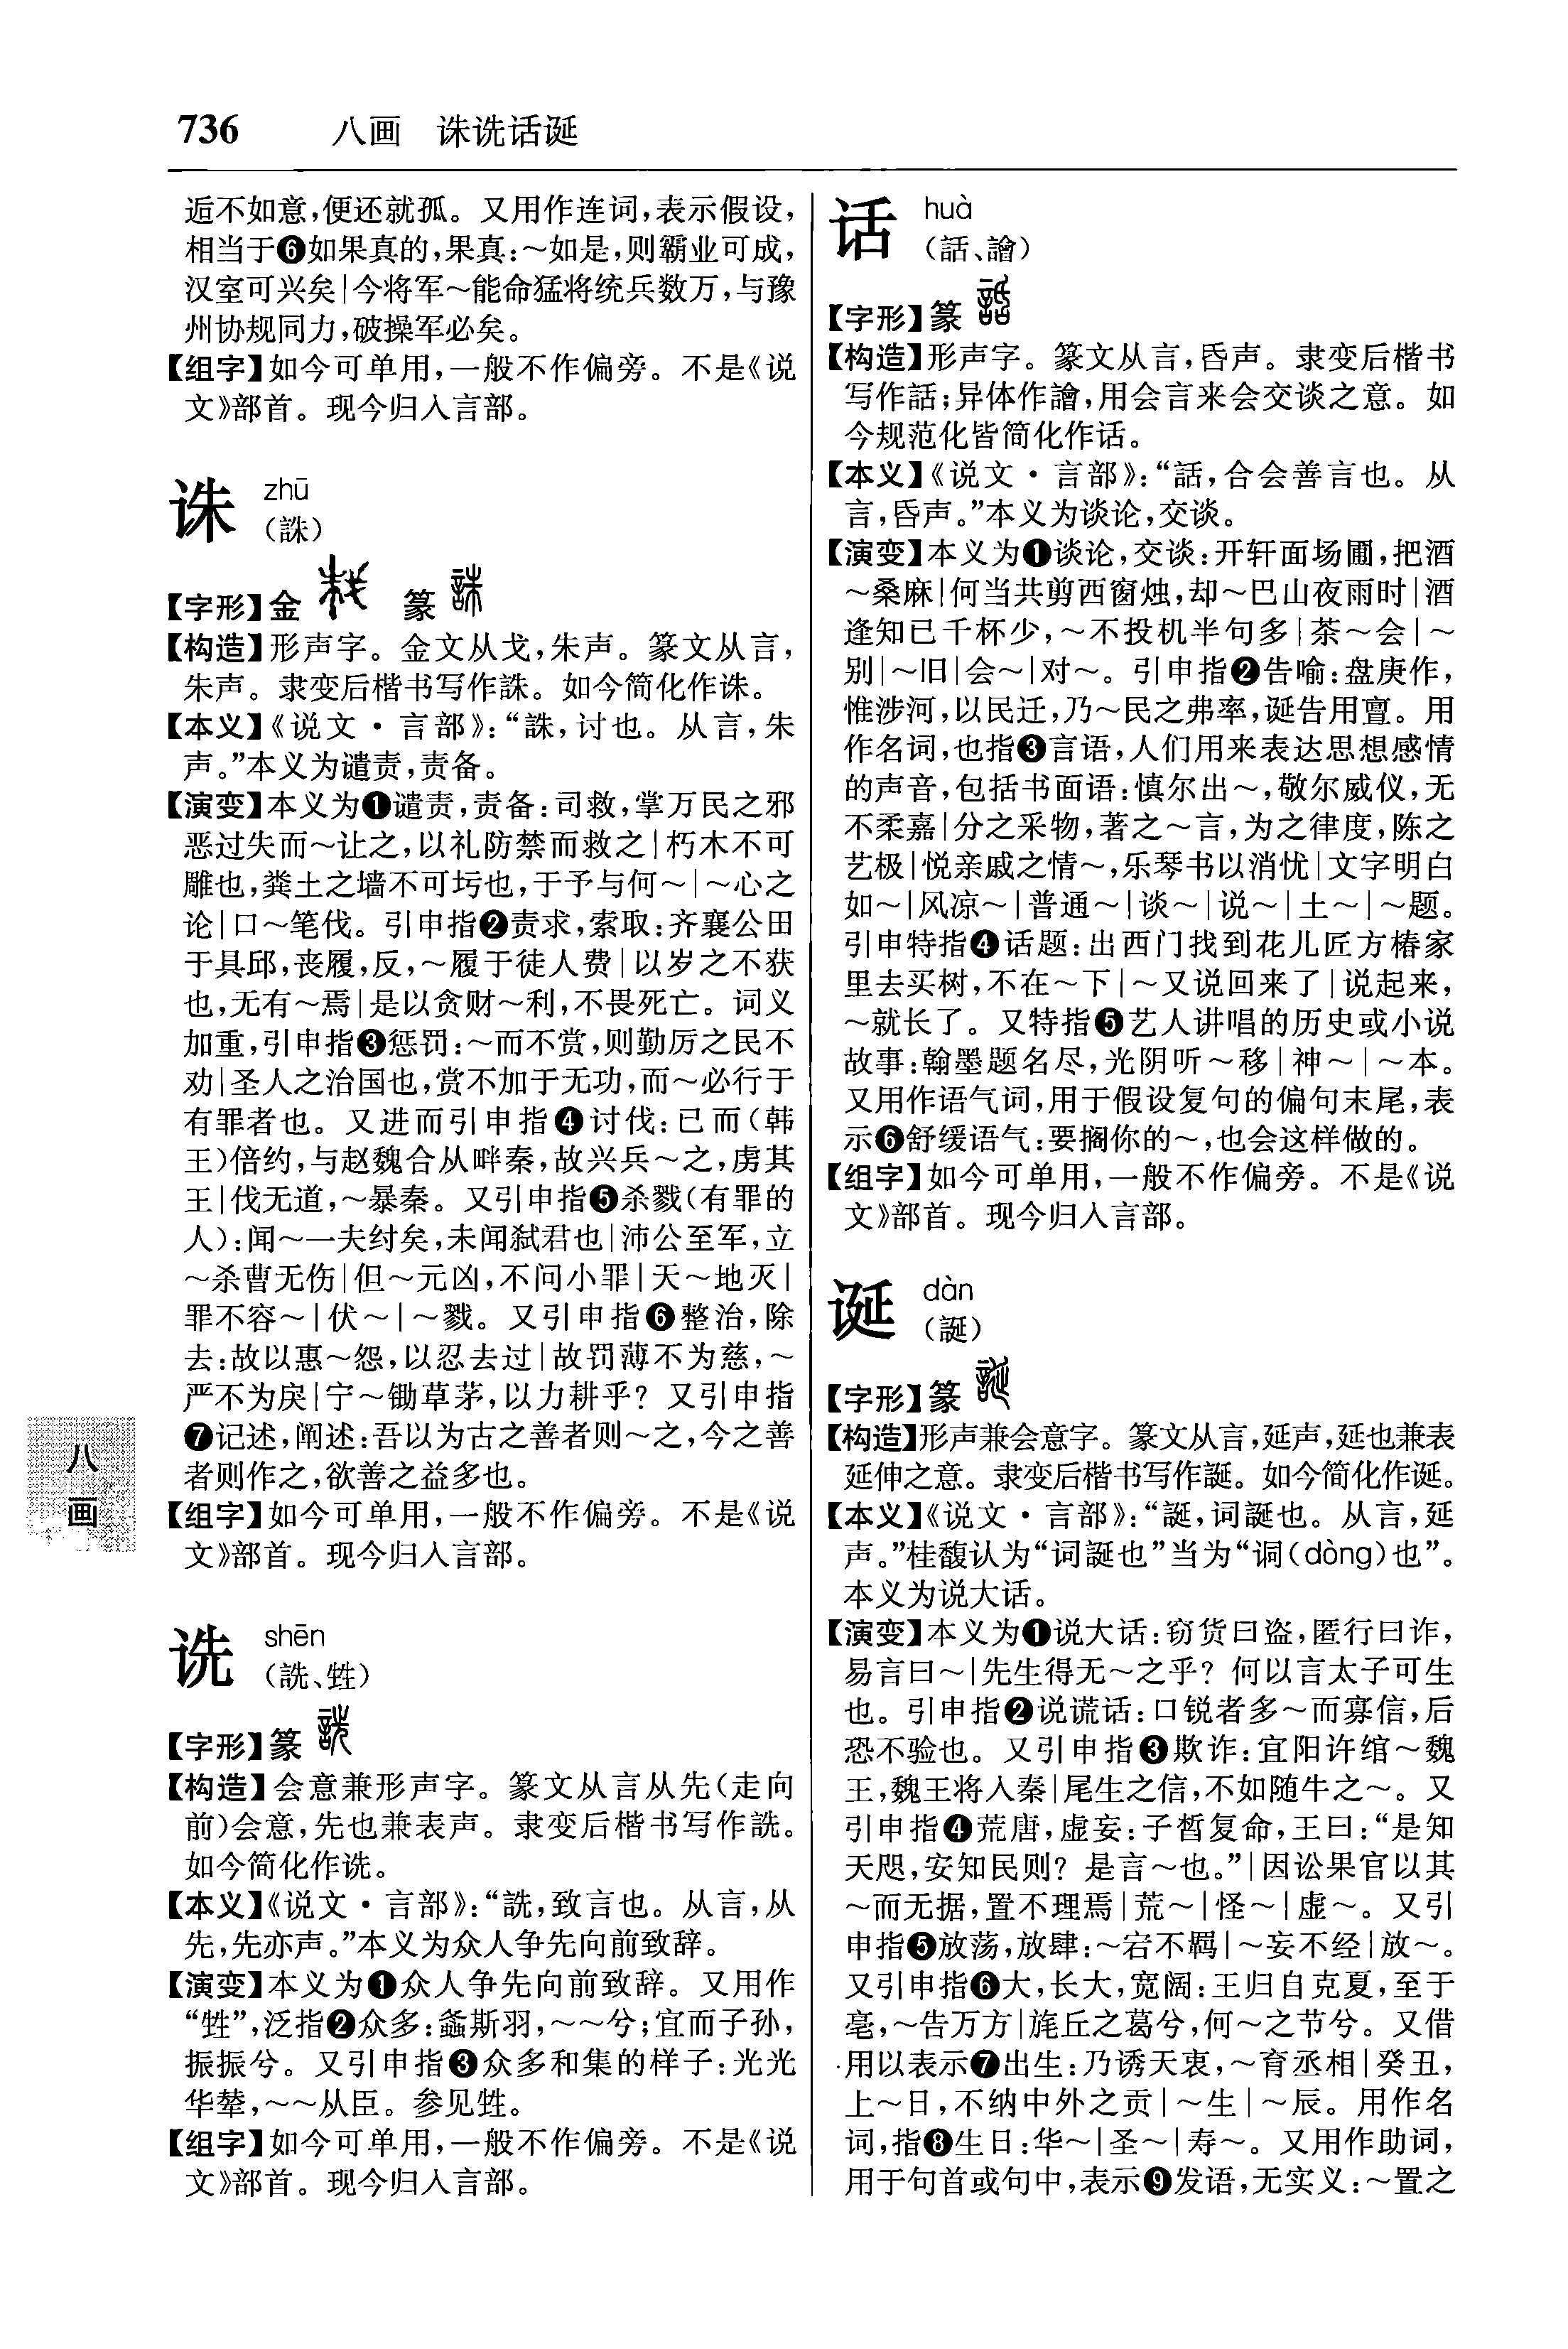 736 八画 诛诜话诞
逅不如意,便还就孤。又用作连词,表示假设,
相当于❻如果真的,果真:～如是,则霸业可成,
汉室可兴矣|今将军～能命猛将统兵数万,与豫
州协规同力,破操军必矣。
【组字】如今可单用,一般不作偏旁。不是《说
文》部首。现今归入言部。
诛 zhū
(誅)
【字形】金 篆
【构造】形声字。金文从戈,朱声。篆文从言,
朱声。隶变后楷书写作誅。如今简化作诛。
【本义】《说文·言部》:“誅,讨也。从言,朱
声。”本义为谴责,责备。
【演变】本义为❶谴责,责备:司救,掌万民之邪
恶过失而～让之,以礼防禁而救之|朽木不可
雕也,粪土之墙不可圬也,于予与何～|～心之
论|口～笔伐。引申指❷责求,索取:齐襄公田
于具邱,丧履,反,～履于徒人费|以岁之不获
也,无有～焉|是以贪财～利,不畏死亡。词义
加重,引申指❸惩罚:～而不赏,则勤厉之民不
劝|圣人之治国也,赏不加于无功,而～必行于
有罪者也。又进而引申指❹讨伐:已而(韩
王)倍约,与赵魏合从畔秦,故兴兵～之,虏其
王|伐无道,～暴秦。又引申指❺杀戮(有罪的
人):闻～一夫纣矣,未闻弑君也|沛公至军,立
～杀曹无伤|但～元凶,不问小罪|天～地灭|
罪不容～|伏～|～戮。又引申指❻整治,除
去:故以惠～怨,以忍去过|故罚薄不为慈,～
严不为戾|宁～锄草茅,以力耕乎?又引申指
❼记述,阐述:吾以为古之善者则～之,今之善
者则作之,欲善之益多也。
【组字】如今可单用,一般不作偏旁。不是《说
文》部首。现今归入言部。
诜 shēn
(詵、甡)
【字形】篆
【构造】会意兼形声字。篆文从言从先(走向
前)会意,先也兼表声。隶变后楷书写作詵。
如今简化作诜。
【本义】《说文·言部》:“詵,致言也。从言,从
先,先亦声。”本义为众人争先向前致辞。
【演变】本义为❶众人争先向前致辞。又用作
“甡”,泛指❷众多:螽斯羽,～～兮;宜而子孙,
振振兮。又引申指❸众多和集的样子:光光
华辇,～～从臣。参见甡。
【组字】如今可单用,一般不作偏旁。不是《说
文》部首。现今归入言部。
话 huà
(話、譮)
【字形】篆
【构造】形声字。篆文从言,昏声。隶变后楷书
写作話;异体作譮,用会言来会交谈之意。如
今规范化皆简化作话。
【本义】《说文·言部》:“話,合会善言也。从
言,昏声。”本义为谈论,交谈。
【演变】本义为❶谈论,交谈:开轩面场圃,把酒
～桑麻|何当共剪西窗烛,却～巴山夜雨时|酒
逢知己千杯少,～不投机半句多|茶～会|～
别|～旧|会～|对～。引申指❷告喻:盘庚作,
惟涉河,以民迁,乃～民之弗率,诞告用亶。用
作名词,也指❸言语,人们用来表达思想感情
的声音,包括书面语:慎尔出～,敬尔威仪,无
不柔嘉|分之采物,著之～言,为之律度,陈之
艺极|悦亲戚之情～,乐琴书以消忧|文字明白
如～|风凉～|普通～|谈～|说～|土～|～题。
引申特指❹话题:出西门找到花儿匠方椿家
里去买树,不在～下|～又说回来了|说起来,
～就长了。又特指❺艺人讲唱的历史或小说
故事:翰墨题名尽,光阴听～移|神～|～本。
又用作语气词,用于假设复句的偏句末尾,表
示❻舒缓语气:要搁你的～,也会这样做的。
【组字】如今可单用,一般不作偏旁。不是《说
文》部首。现今归入言部。
诞 dàn
(誕)
【字形】篆
【构造】形声兼会意字。篆文从言,延声,延也兼表
延伸之意。隶变后楷书写作誕。如今简化作诞。
【本义】《说文·言部》:“誕,词誕也。从言,延
声。”桂馥认为“词誕也”当为“詷(dòng)也”。
本义为说大话。
【演变】本义为❶说大话:窃货曰盗,匿行曰诈,
易言曰～|先生得无～之乎?何以言太子可生
也。引申指❷说谎话:口锐者多～而寡信,后
恐不验也。又引申指❸欺诈:宜阳许绾～魏
王,魏王将入秦|尾生之信,不如随牛之～。又
引申指❹荒唐,虚妄:子晳复命,王曰:“是知
天咫,安知民则?是言～也。”|因讼果官以其
～而无据,置不理焉|荒～|怪～|虚～。又引
申指❺放荡,放肆:～宕不羁|～妄不经|放～。
又引申指❻大,长大,宽阔:王归自克夏,至于
亳,～告万方|旄丘之葛兮,何～之节兮。又借
用以表示❼出生:乃诱天衷,～育丞相|癸丑,
上～日,不纳中外之贡|～生|～辰。用作名
词,指❽生日:华～|圣～|寿～。又用作助词,
用于句首或句中,表示❾发语,无实义:～置之
八
画